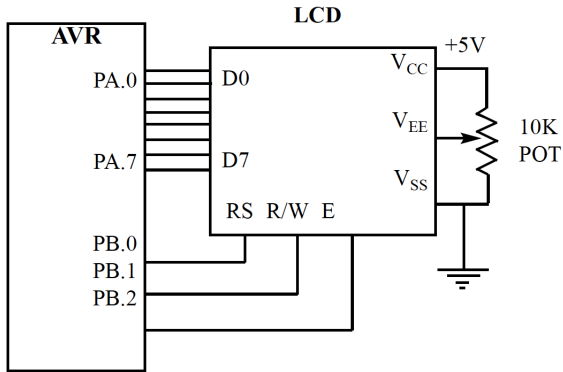 LCD
AVR
+5V
PA.0
D0
VCC
VEE
10K
POT
PA.7
D7
VSS
RS R/W E
PB.0
PB.1
PB.2